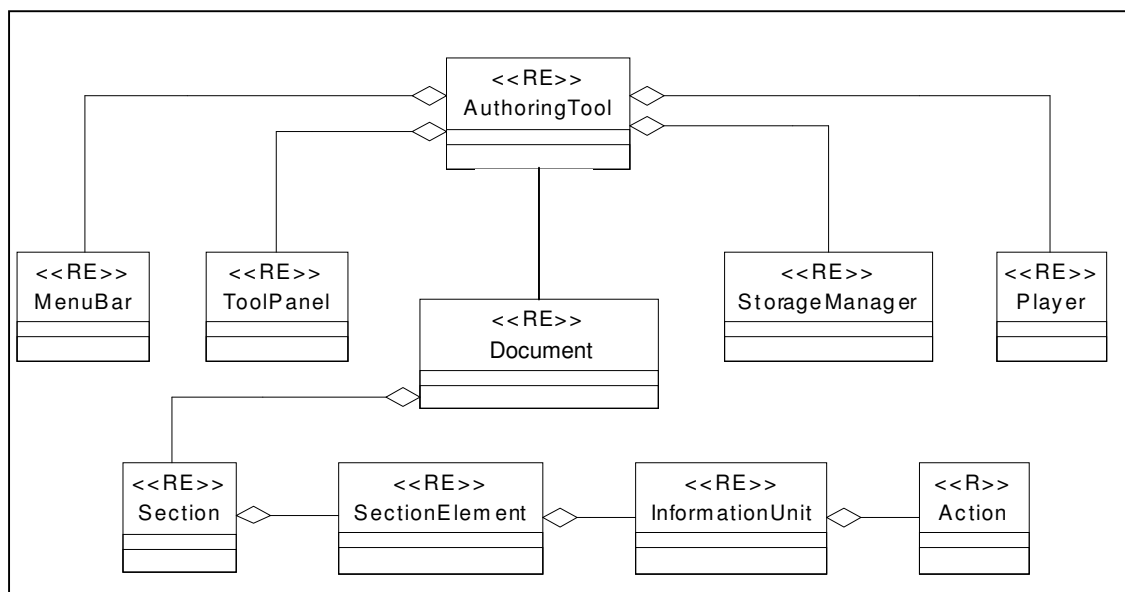 <<RE>>
AuthoringTool
<<RE>>
MenuBar
<<RE>>
ToolPanel
<<RE>>
StorageManager
<<RE>>
Player
<<RE>>
Document
<<RE>>
Section
<<RE>>
SectionElement
<<RE>>
InformationUnit
<<R>>
Action